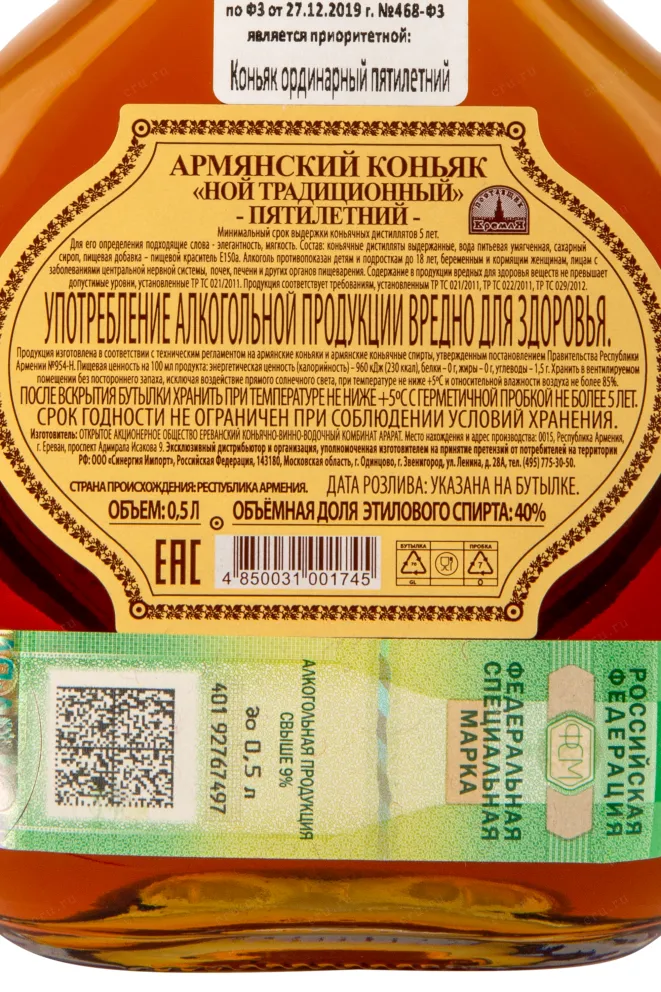 по ФЗ от 27.12.2019 г. №468-ФЗ
является приоритетной:
Коньяк ординарный пятилетний
АРМЯНСКИЙ КОНЬЯК
«НОЙ ТРАДИЦИОННЫЙ»
- ПЯТИЛЕТНИЙ -
Поставщик
Кремля
Минимальный срок выдержки коньячных дистиллятов 5 лет.
Для его определения подходящие слова - элегантность, мягкость. Состав: коньячные дистилляты выдержанные, вода питьевая умягченная, сахарный
сироп, пищевая добавка – пищевой краситель Е150а. Алкоголь противопоказан детям и подросткам до 18 лет, беременным и кормящим женщинам, лицам с
заболеваниями центральной нервной системы, почек, печени и других органов пищеварения. Содержание в продукции вредных для здоровья веществ не превышает
допустимые уровни, установленные ТР ТС 021/2011. Продукция соответствует требованиям, установленным ТР ТС 021/2011, ТР ТС 022/2011, ТР ТС 029/2012.
УПОТРЕБЛЕНИЕ АЛКОГОЛЬНОЙ ПРОДУКЦИИ ВРЕДНО ДЛЯ ЗДОРОВЬЯ.
Продукция изготовлена в соответствии с техническим регламентом на армянские коньяки и армянские коньячные спирты, утвержденным постановлением Правительства Республики
Армении №954-Н. Пищевая ценность на 100 мл продукта: энергетическая ценность (калорийность) – 960 кДж (230 ккал), белки – 0 г, жиры – 0 г, углеводы – 1,5 г. Хранить в вентилируемом
помещении без постороннего запаха, исключая воздействие прямого солнечного света, при температуре не ниже +5ºС и относительной влажности воздуха не более 85%.
ПОСЛЕ ВСКРЫТИЯ БУТЫЛКИ ХРАНИТЬ ПРИ ТЕМПЕРАТУРЕ НЕ НИЖЕ +5ºС С ГЕРМЕТИЧНОЙ ПРОБКОЙ НЕ БОЛЕЕ 5 ЛЕТ.
СРОК ГОДНОСТИ НЕ ОГРАНИЧЕН ПРИ СОБЛЮДЕНИИ УСЛОВИЙ ХРАНЕНИЯ.
Изготовитель: ОТКРЫТОЕ АКЦИОНЕРНОЕ ОБЩЕСТВО ЕРЕВАНСКИЙ КОНЬЯЧНО-ВИННО-ВОДОЧНЫЙ КОМБИНАТ АРАРАТ. Место нахождения и адрес производства: 0015, Республика Армения,
г. Ереван, проспект Адмирала Исакова 9. Эксклюзивный дистрибьютор и организация, уполномоченная изготовителем на принятие претензий от потребителей на территории
РФ: ООО «Синергия Импорт», Российская Федерация, 143180, Московская область, г. Одинцово, г. Звенигород, ул. Ленина, д. 28А, тел. (495) 775-30-50.
СТРАНА ПРОИСХОЖДЕНИЯ: РЕСПУБЛИКА АРМЕНИЯ. ДАТА РОЗЛИВА: УКАЗАНА НА БУТЫЛКЕ.
ОБЪЕМ: 0,5 Л ОБЪЁМНАЯ ДОЛЯ ЭТИЛОВОГО СПИРТА: 40%
EAC
4 850031 001745
БУТЫЛКА ПРОБКА
70 7
GL O
РОССИЙСКАЯ
ФЕДЕРАЦИЯ
ФСМ
ФЕДЕРАЛЬНАЯ
СПЕЦИАЛЬНАЯ
МАРКА
АЛКОГОЛЬНАЯ ПРОДУКЦИЯ
СВЫШЕ 9%
до 0,5 л
401 92767497